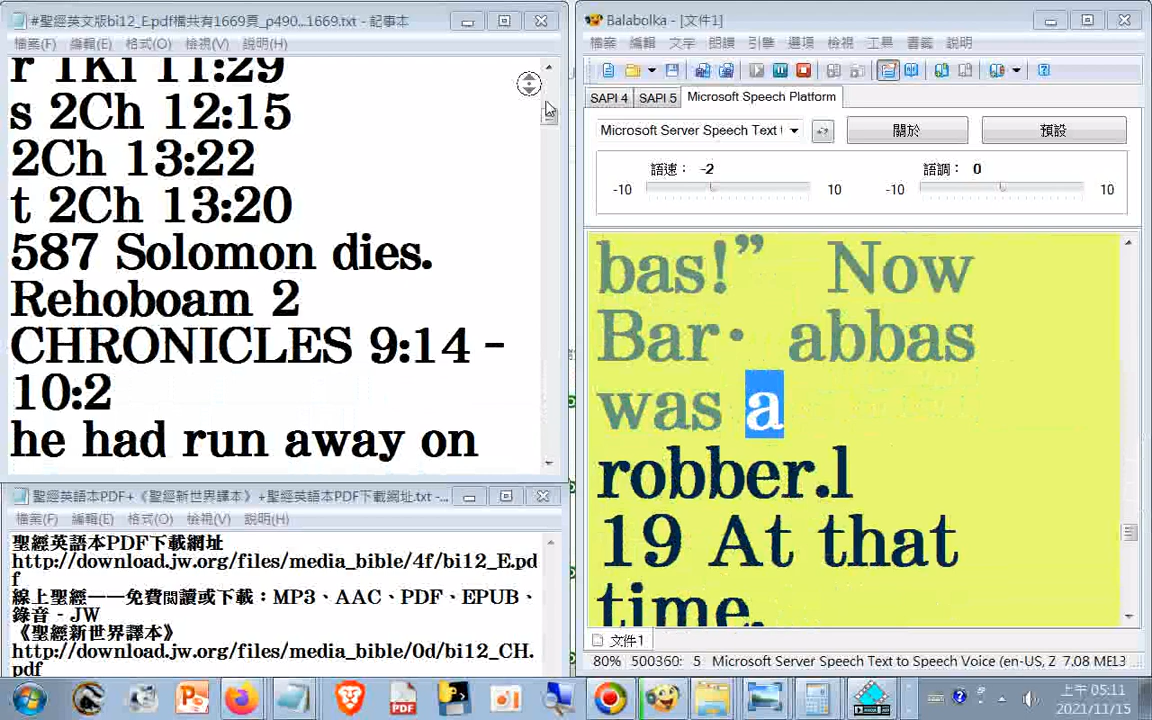 #聖經英文版bi12_E.pdf檔共有1669頁_p490...1669.txt - 記事本
檔案(F) 編輯(E) 格式(O) 檢視(V) 說明(H)
r 1Ki 11:29
s 2Ch 12:15
2Ch 13:22
t 2Ch 13:20
587 Solomon dies.
Rehoboam 2
CHRONICLES 9:14 -
10:2
he had run away on
聖經英語本PDF+《聖經新世界譯本》+聖經英語本PDF下載網址.txt -...
檔案(F) 編輯(E) 格式(O) 檢視(V) 說明(H)
聖經英語本PDF下載網址
http://download.jw.org/files/media_bible/4f/bi12_E.pd
f
線上聖經——免費閱讀或下載：MP3、AAC、PDF、EPUB、
錄音 - JW
《聖經新世界譯本》
http://download.jw.org/files/media_bible/0d/bi12_CH.
pdf
Balabolka - [文件1]
檔案 編輯 文字 朗讀 引擎 選項 檢視 工具 書籤 說明
SAPI 4 SAPI 5 Microsoft Speech Platform
Microsoft Server Speech Text 關於 預設
語速： -2 語調： 0
-10 10 -10 10
bas!” Now
Bar· abbas
was a
robber.l
19 At that
time,
文件1
80% 500360: 5 Microsoft Server Speech Text to Speech Voice (en-US, Z 7.08 ME13
PDF
上午 05:11
2021/11/15